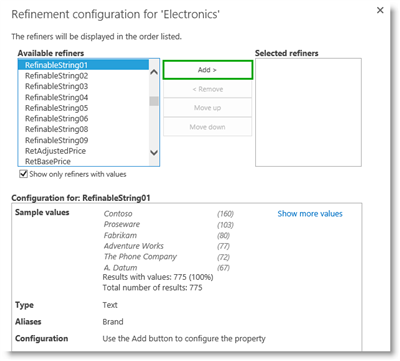 Refinement configuration for 'Electronics'
The refiners will be displayed in the order listed.
Available refiners
Selected refiners
RefinableString01
RefinableString02
RefinableString03
RefinableString04
RefinableString05
RefinableString06
RefinableString08
RefinableString09
RetAdjustedPrice
RetBasePrice
Add >
< Remove
Move up
Move down
Show only refiners with values
Configuration for: RefinableString01
Sample values
Contoso (160)
Proseware (103)
Fabrikam (80)
Adventure Works (77)
The Phone Company (72)
A. Datum (67)
Show more values
Results with values: 775 (100%)
Total number of results: 775
Type Text
Aliases Brand
Configuration Use the Add button to configure the property